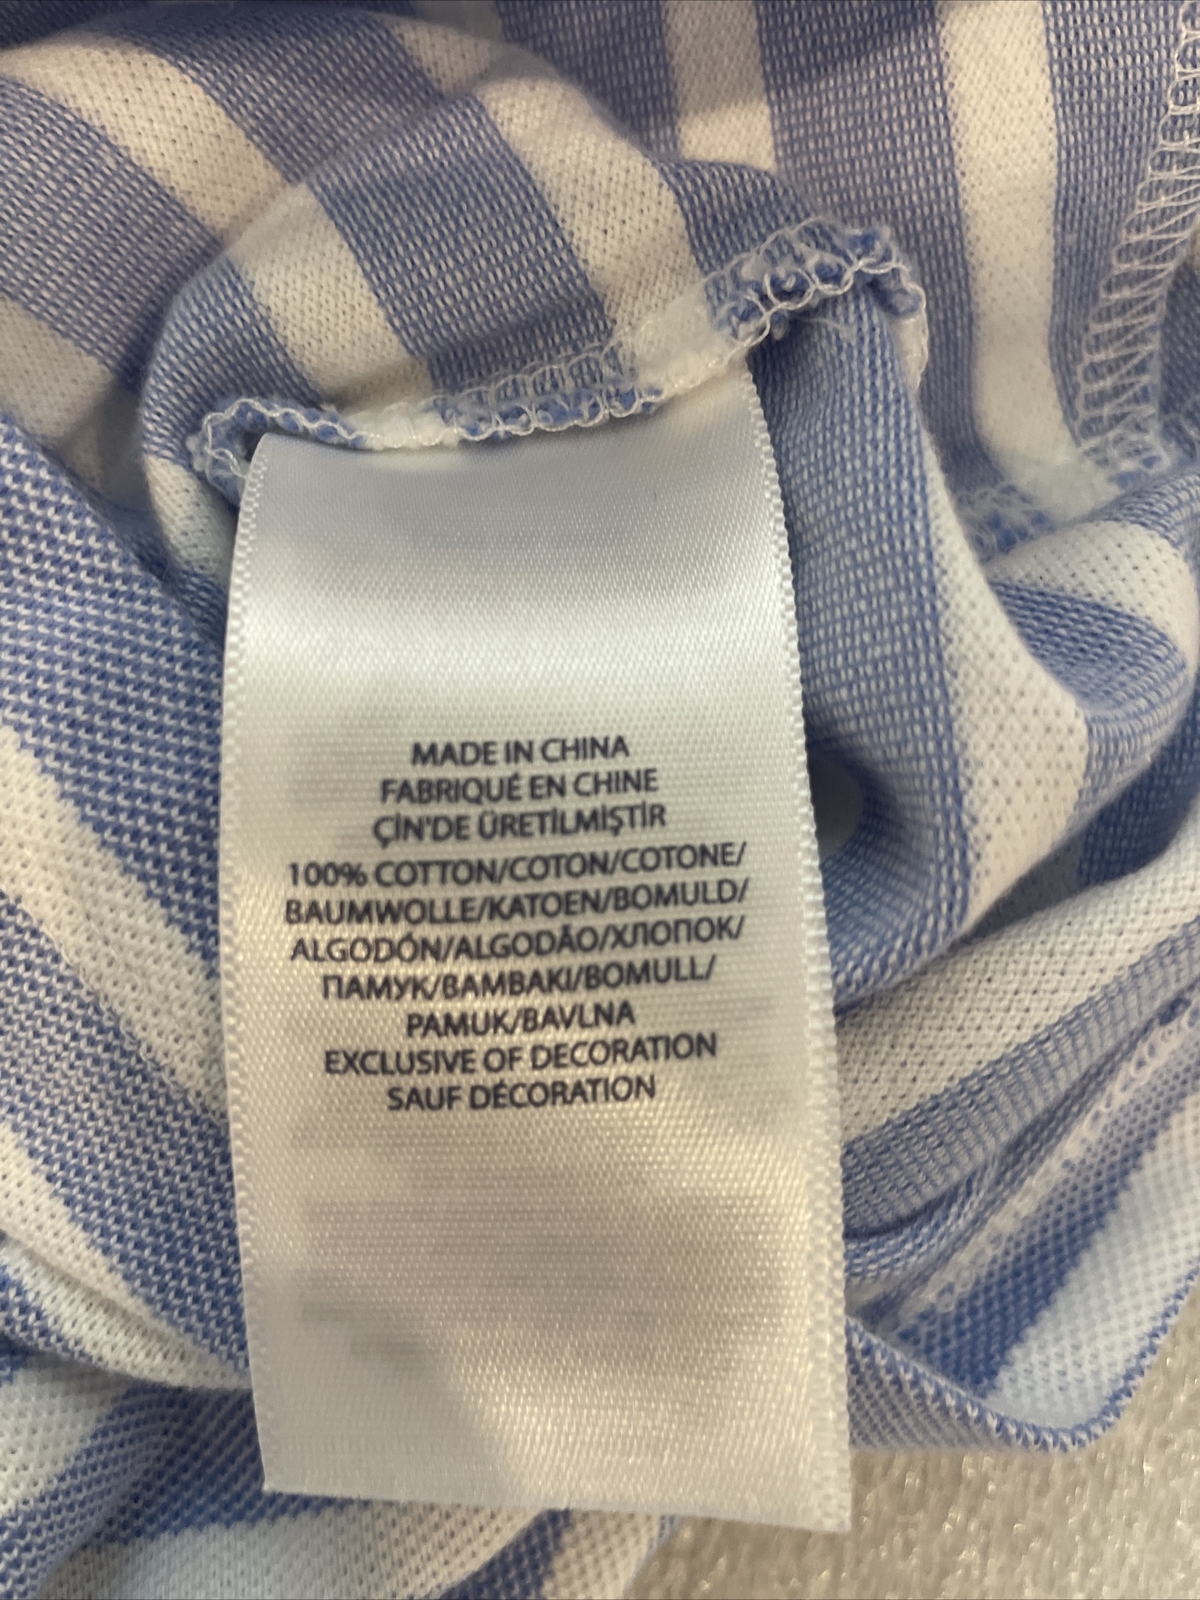 MADE IN CHINA
FABRIQUÉ EN CHINE
ÇİN'DE ÜRETİLMİŞTİR
100% COTTON/COTON/COTONE/
BAUMWOLLE/KATOEN/BOMULD/
ALGODÓN/ALGODÃO/ХЛОПОК/
ПАМУК/BAMBAKI/BOMULL/
PAMUK/BAVLNA
EXCLUSIVE OF DECORATION
SAUF DÉCORATION